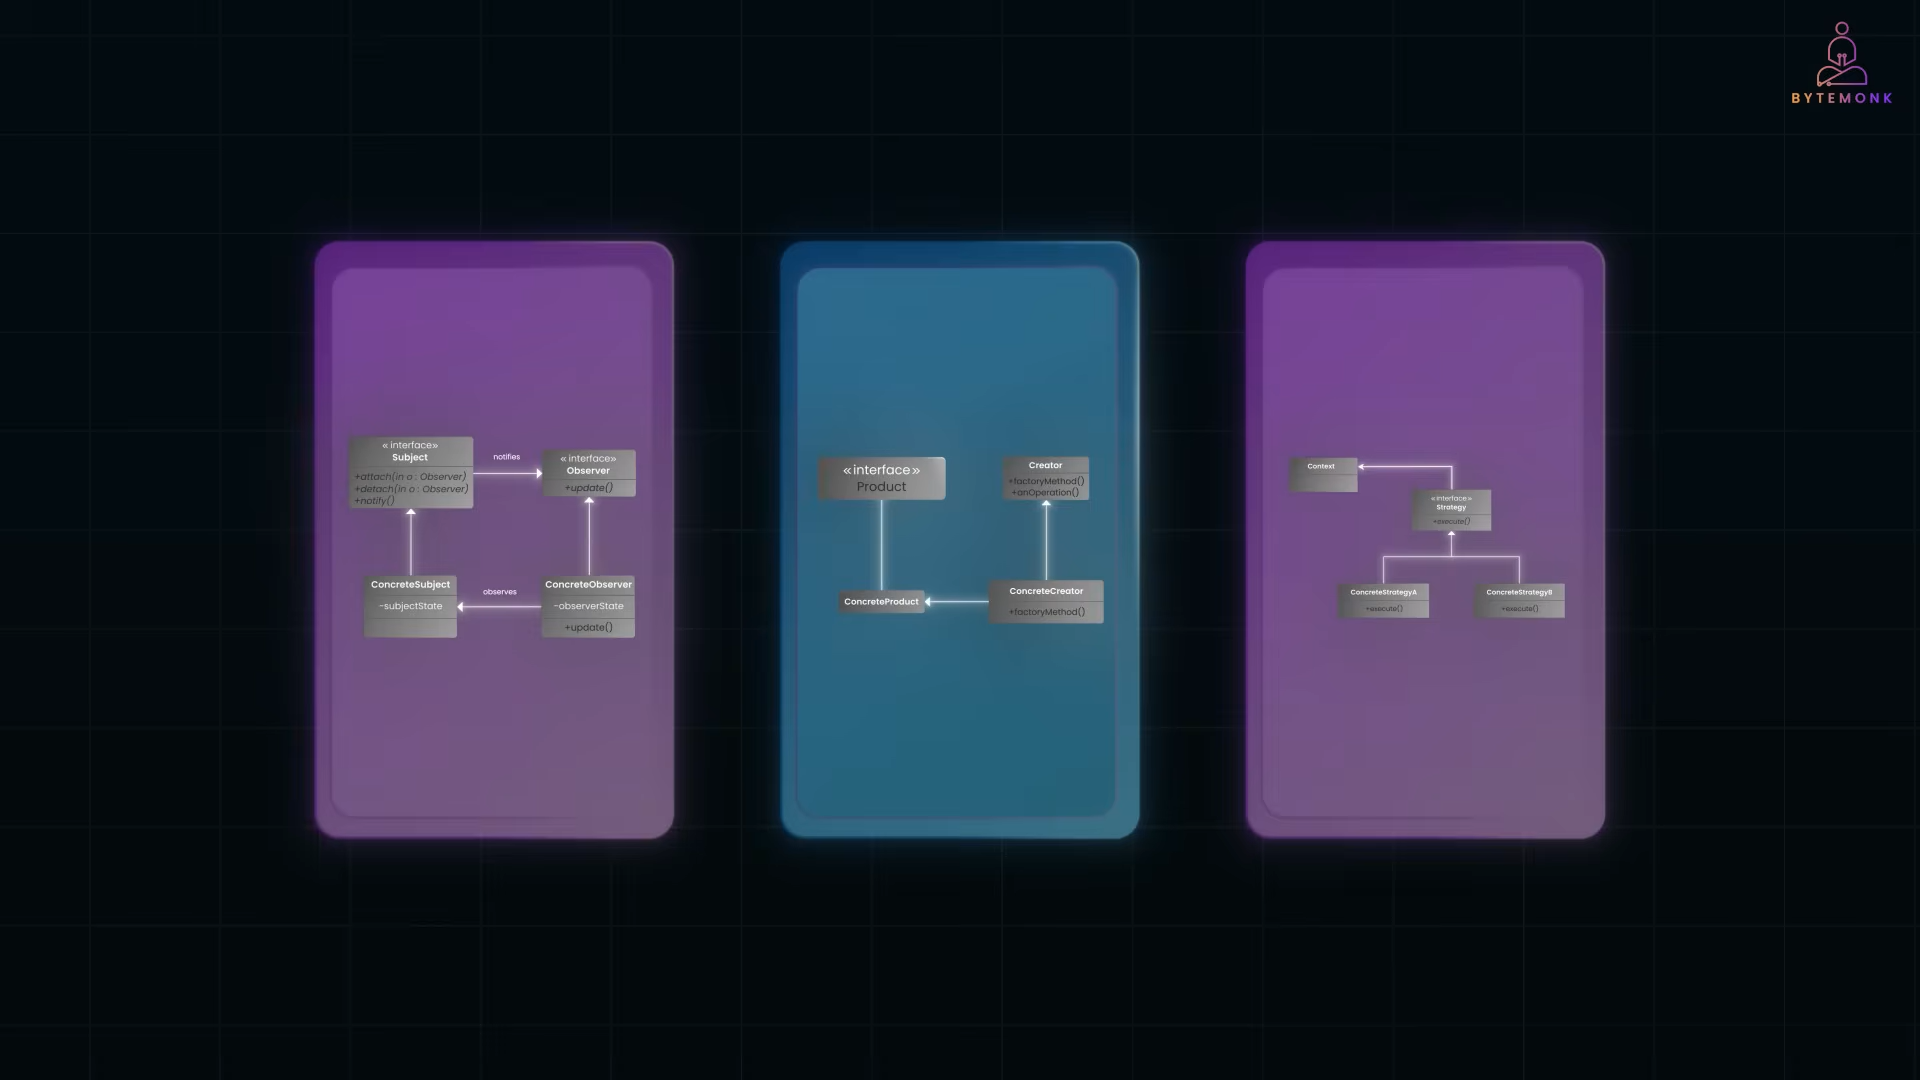 BYTEMONK
« interface»
Subject
+attach(in o : Observer)
+detach(in o : Observer)
+notify()
notifies
« interface»
Observer
+update()
ConcreteSubject
-subjectState
observes
ConcreteObserver
-observerState
+update()
«interface»
Product
Creator
+factoryMethod()
+anOperation()
ConcreteProduct
ConcreteCreator
+factoryMethod()
Context
«interface»
Strategy
+execute()
ConcreteStrategyA
+execute()
ConcreteStrategyB
+execute()